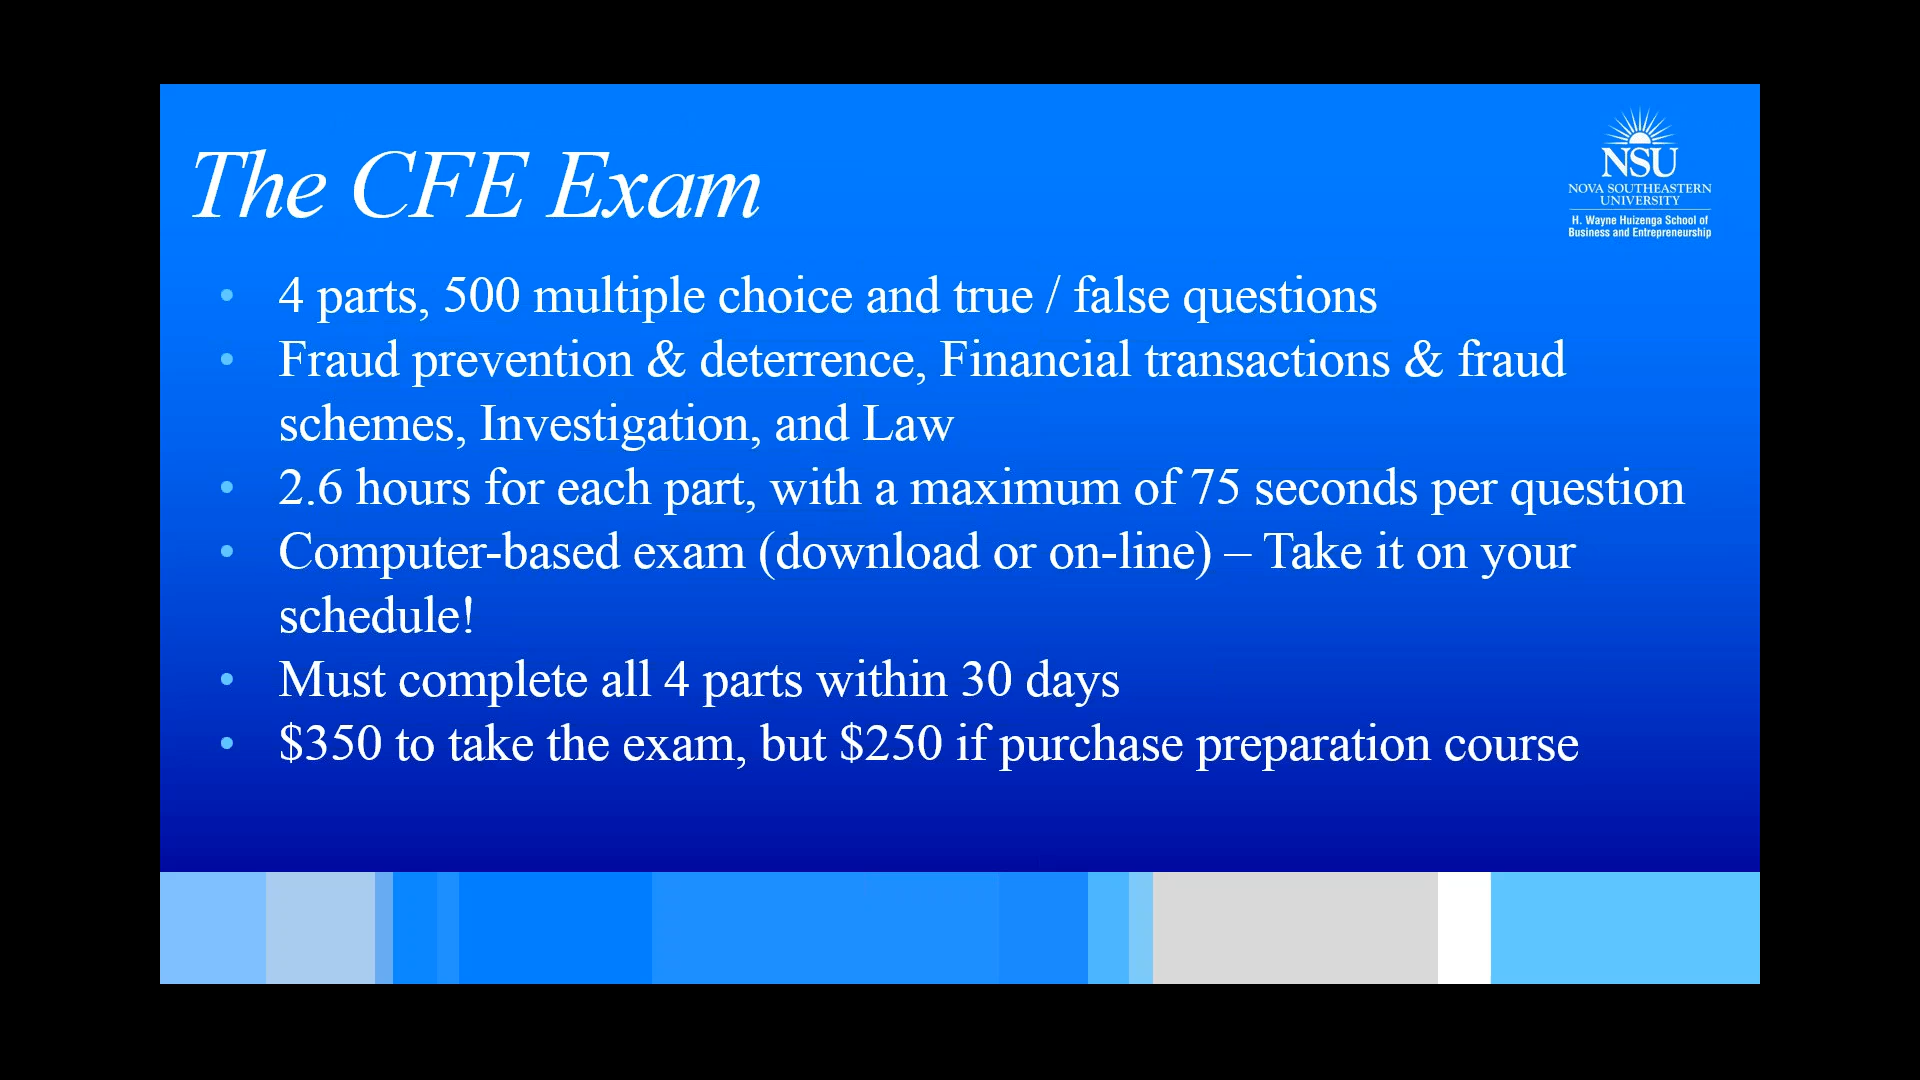 The CFE Exam
NSU
NOVA SOUTHEASTERN
UNIVERSITY
H. Wayne Huizenga School of
Business and Entrepreneurship
• 4 parts, 500 multiple choice and true / false questions
• Fraud prevention & deterrence, Financial transactions & fraud
schemes, Investigation, and Law
• 2.6 hours for each part, with a maximum of 75 seconds per question
• Computer-based exam (download or on-line) – Take it on your
schedule!
• Must complete all 4 parts within 30 days
• $350 to take the exam, but $250 if purchase preparation course